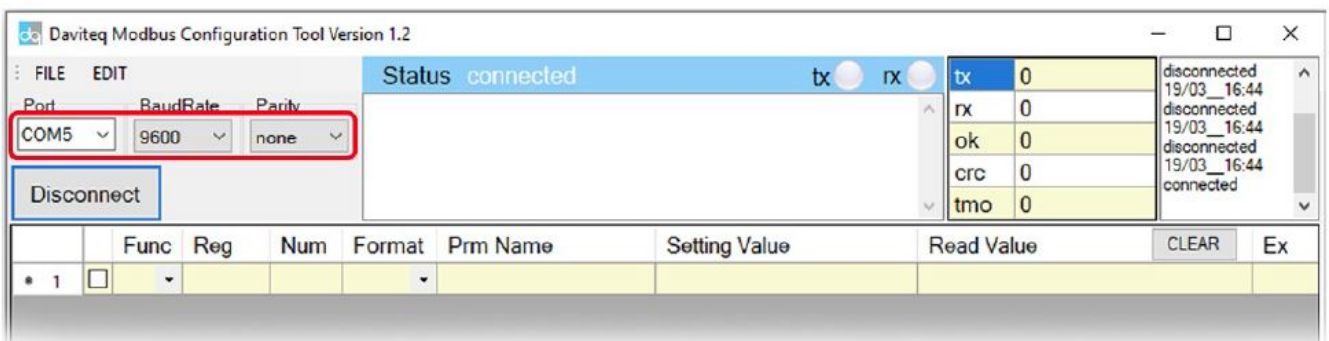 dq Daviteq Modbus Configuration Tool Version 1.2
FILE EDIT
Port BaudRate Parity
COM5 9600 none
Disconnect
Status connected tx rx
tx 0
rx 0
ok 0
crc 0
tmo 0
disconnected
19/03__16:44
disconnected
19/03__16:44
disconnected
19/03__16:44
connected
Func Reg Num Format Prm Name Setting Value Read Value CLEAR Ex
1